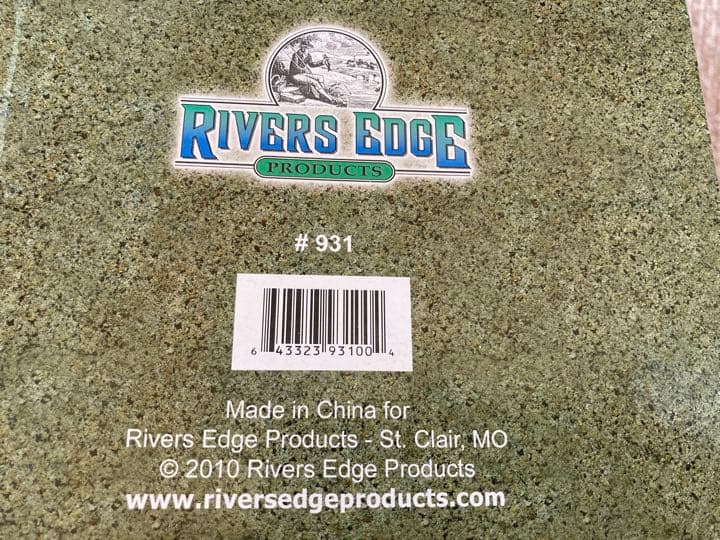 RIVERS EDGE
PRODUCTS
# 931
6 43323 93100 4
Made in China for
Rivers Edge Products - St. Clair, MO
© 2010 Rivers Edge Products
www.riversedgeproducts.com